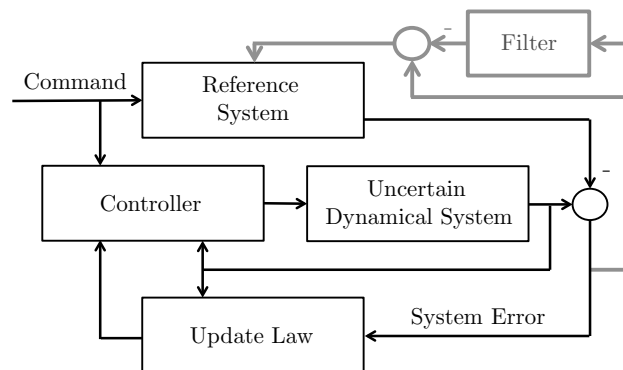 Filter
-
Command
Reference
System
-
Controller
Uncertain
Dynamical System
System Error
Update Law